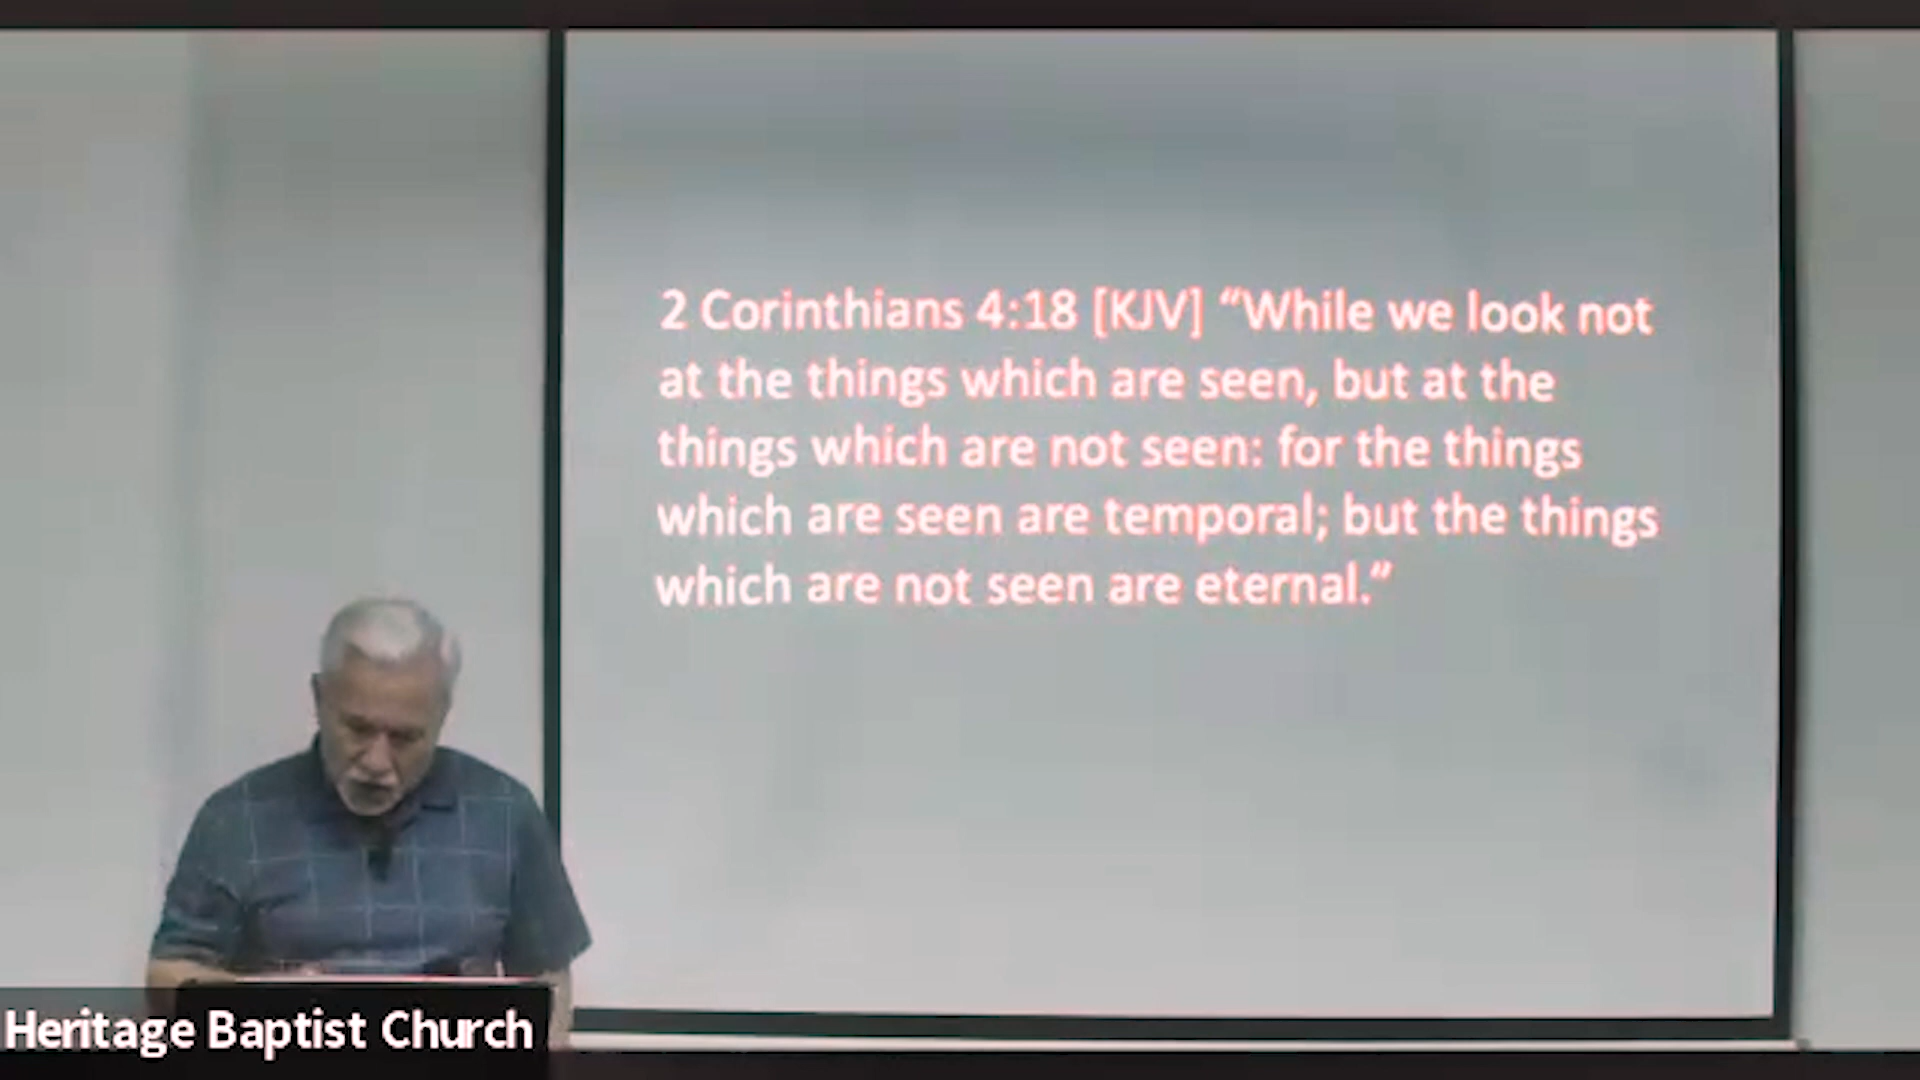 2 Corinthians 4:18 [KJV] “While we look not
at the things which are seen, but at the
things which are not seen: for the things
which are seen are temporal; but the things
which are not seen are eternal.”
Heritage Baptist Church